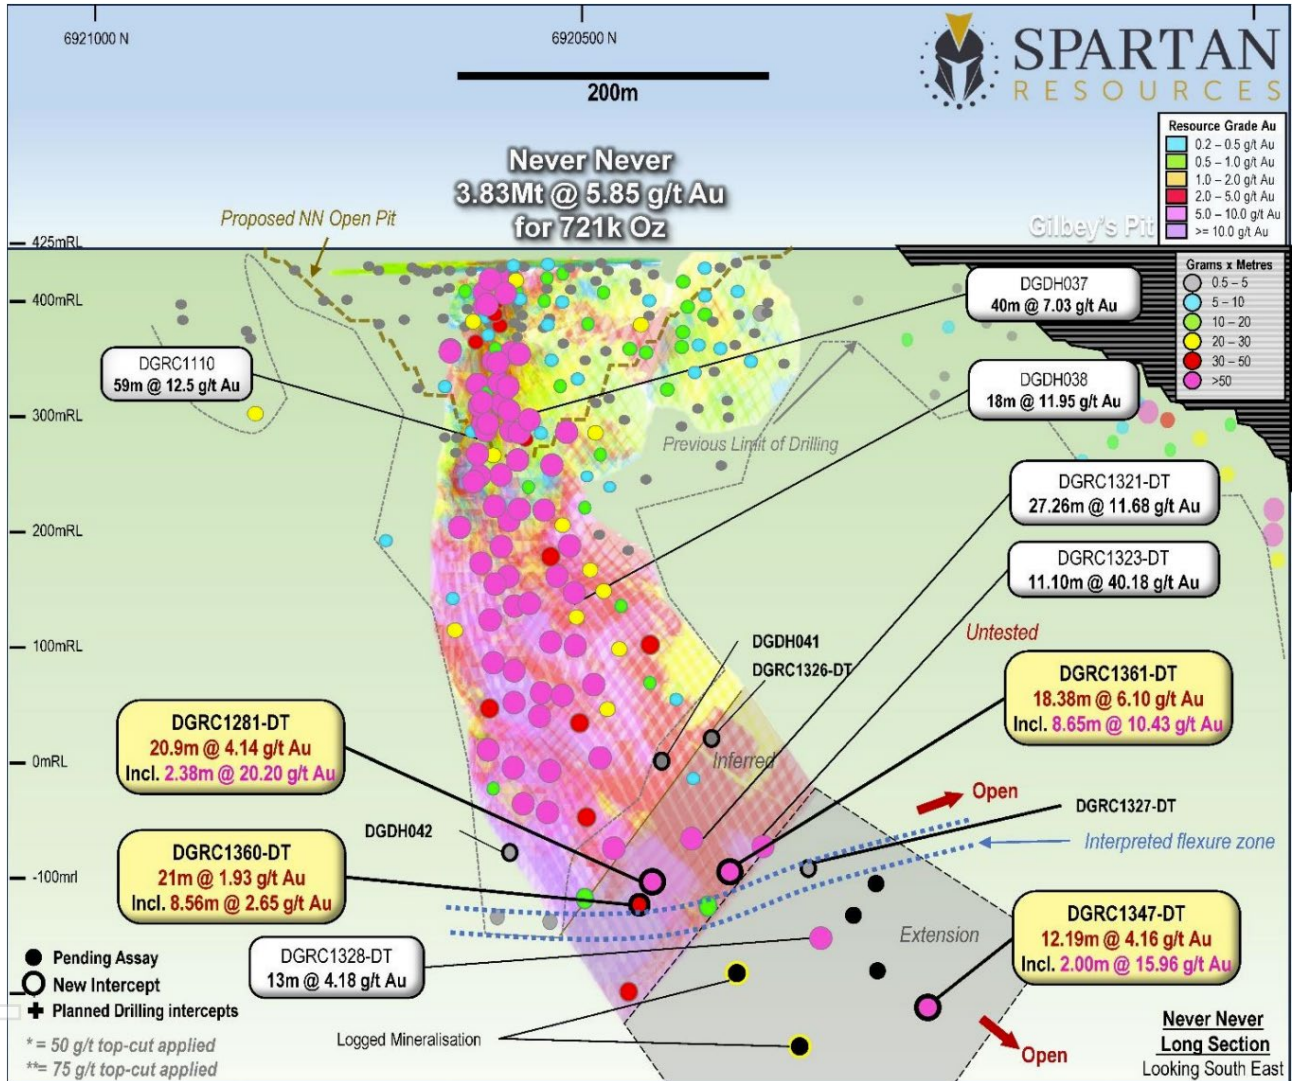 6921000 N
6920500 N
SPARTAN
RESOURCES
200m
Resource Grade Au
0.2 – 0.5 g/t Au
0.5 – 1.0 g/t Au
1.0 – 2.0 g/t Au
2.0 – 5.0 g/t Au
5.0 – 10.0 g/t Au
>= 10.0 g/t Au
Never Never
3.83Mt @ 5.85 g/t Au
for 721k Oz
Proposed NN Open Pit
Gilbey's Pit
425mRL
Grams x Metres
0.5 – 5
5 – 10
10 – 20
20 – 30
30 – 50
>50
DGDH037
40m @ 7.03 g/t Au
400mRL
DGRC1110
59m @ 12.5 g/t Au
DGDH038
18m @ 11.95 g/t Au
300mRL
Previous Limit of Drilling
DGRC1321-DT
27.26m @ 11.68 g/t Au
200mRL
DGRC1323-DT
11.10m @ 40.18 g/t Au
Untested
100mRL
DGDH041
DGRC1326-DT
DGRC1361-DT
18.38m @ 6.10 g/t Au
Incl. 8.65m @ 10.43 g/t Au
DGRC1281-DT
20.9m @ 4.14 g/t Au
Incl. 2.38m @ 20.20 g/t Au
0mRL
Inferred
Open
DGRC1327-DT
DGDH042
Interpreted flexure zone
DGRC1360-DT
21m @ 1.93 g/t Au
Incl. 8.56m @ 2.65 g/t Au
-100mrl
DGRC1347-DT
12.19m @ 4.16 g/t Au
Incl. 2.00m @ 15.96 g/t Au
Extension
DGRC1328-DT
13m @ 4.18 g/t Au
Pending Assay
New Intercept
Planned Drilling intercepts
Logged Mineralisation
* = 50 g/t top-cut applied
**= 75 g/t top-cut applied
Open
Never Never
Long Section
Looking South East